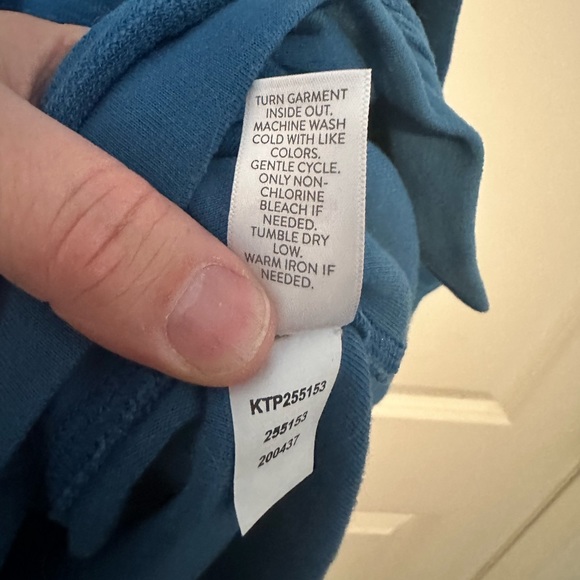 TURN GARMENT
INSIDE OUT.
MACHINE WASH
COLD WITH LIKE
COLORS.
GENTLE CYCLE.
ONLY NON-
CHLORINE
BLEACH IF
NEEDED.
TUMBLE DRY
LOW.
WARM IRON IF
NEEDED.
KTP255153
255153
200437